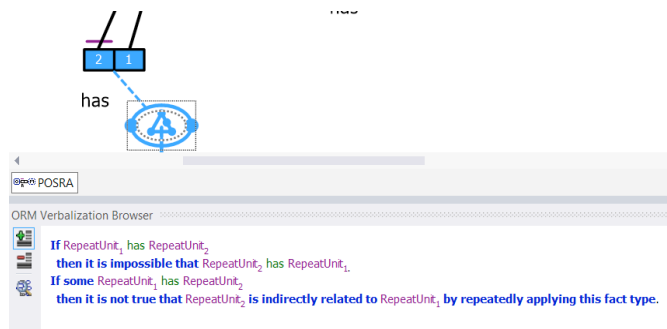 2 1
has
POSRA
ORM Verbalization Browser
If RepeatUnit1 has RepeatUnit2
then it is impossible that RepeatUnit2 has RepeatUnit1.
If some RepeatUnit1 has RepeatUnit2
then it is not true that RepeatUnit2 is indirectly related to RepeatUnit1 by repeatedly applying this fact type.